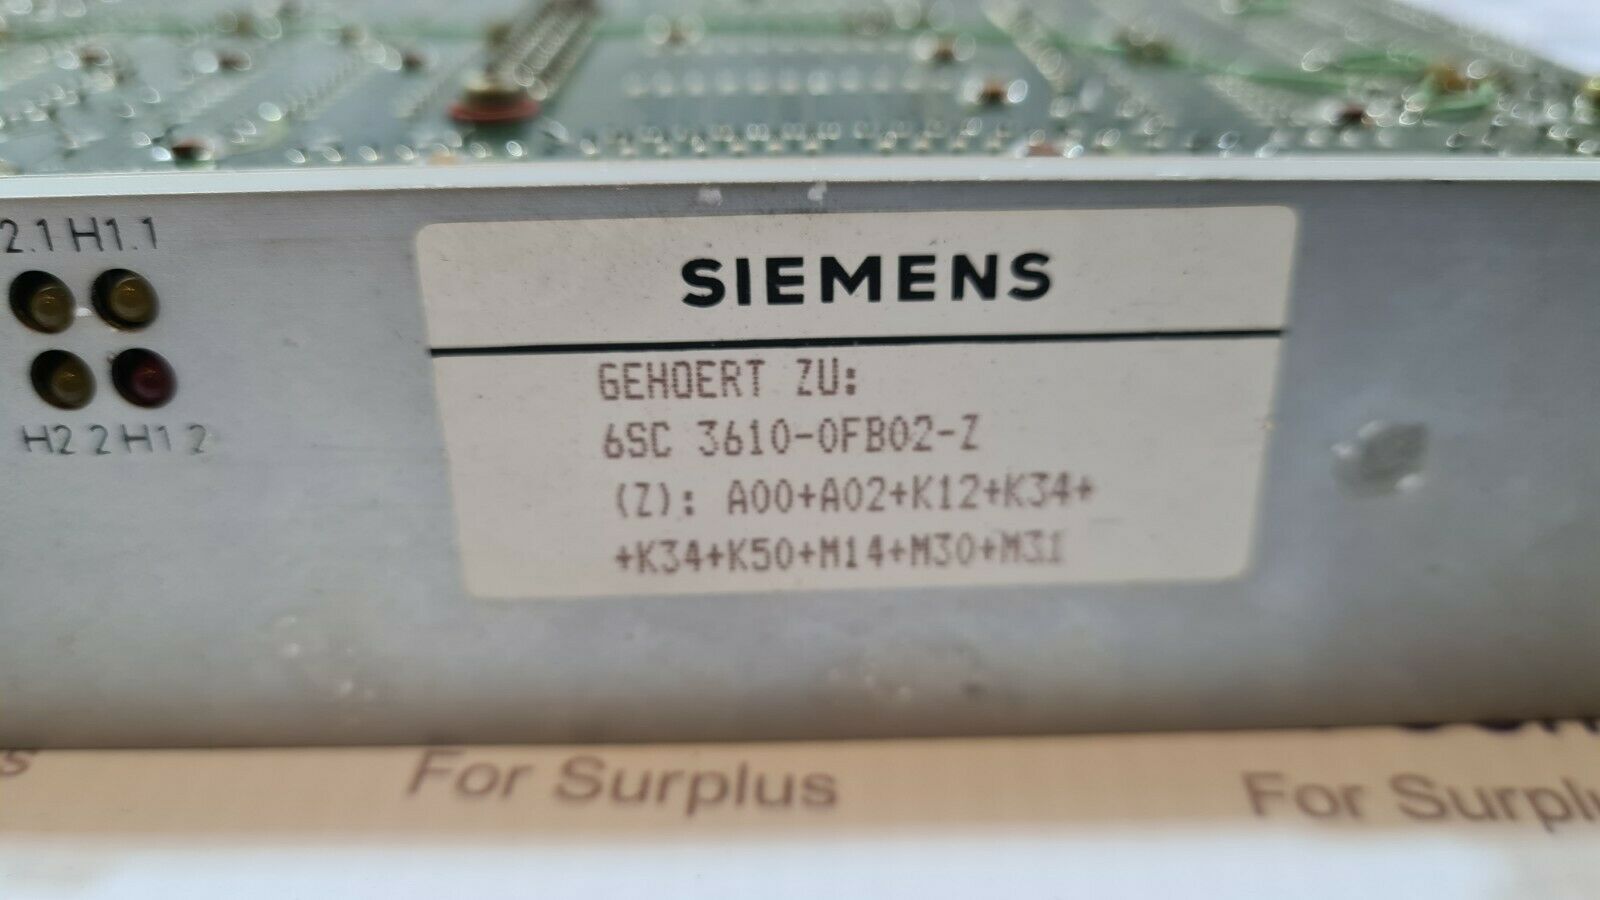 2.1 H1.1
H2 2 H1 2
SIEMENS
GEHOERT ZU:
6SC 3610-0FB02-Z
(Z): A00+A02+K12+K34+
+K34+K50+M14+M30+M31
For Surplus
For Surplu